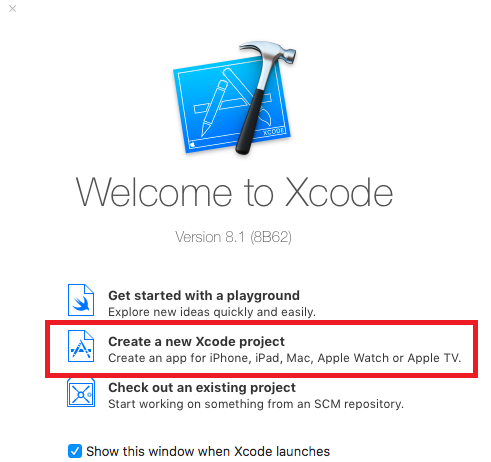 XCODE
Welcome to Xcode
Version 8.1 (8B62)
Get started with a playground
Explore new ideas quickly and easily.
Create a new Xcode project
Create an app for iPhone, iPad, Mac, Apple Watch or Apple TV.
Check out an existing project
Start working on something from an SCM repository.
Show this window when Xcode launches